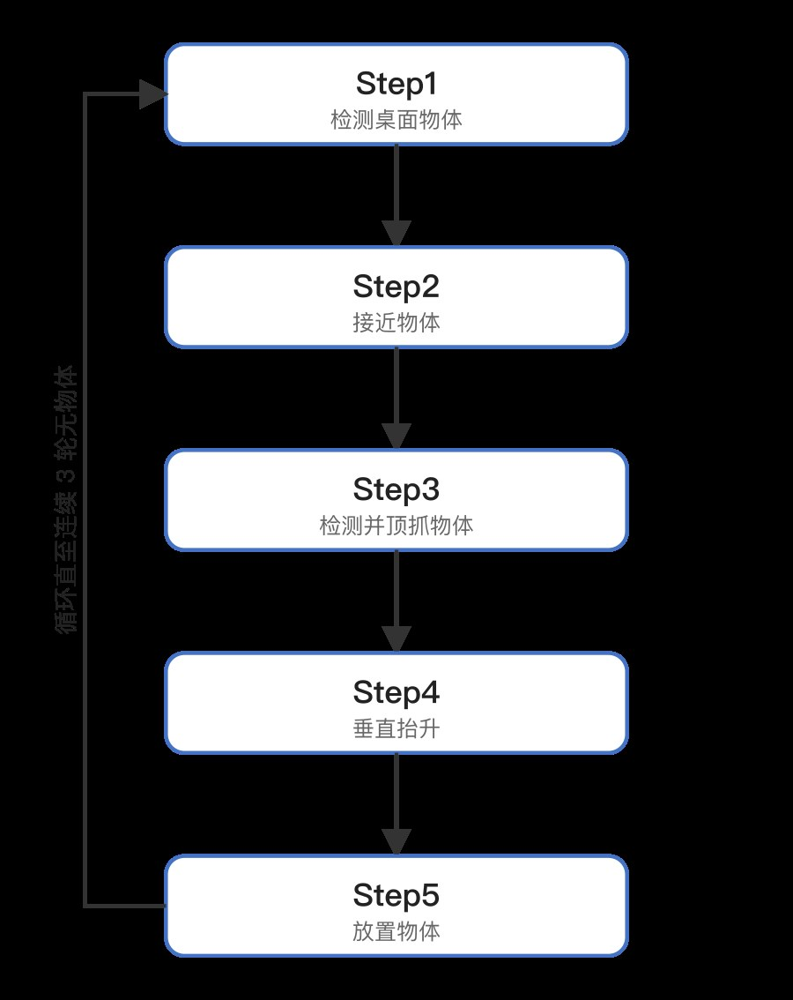 Step1
检测桌面物体
Step2
接近物体
循环直至连续 3 轮无物体
Step3
检测并顶抓物体
Step4
垂直抬升
Step5
放置物体